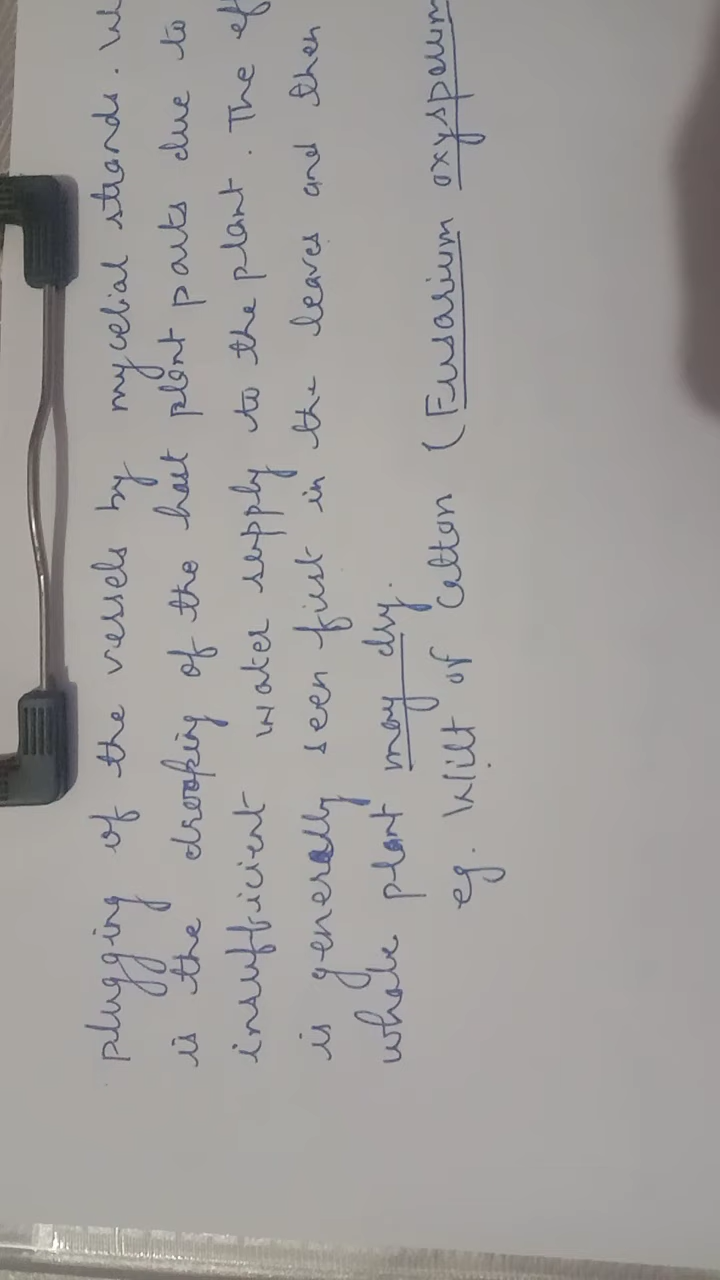 plugging of the vessels by mycelial strands. Wi
is the drooping of the host plant parts due to
insufficient water supply to the plant. The ef
is generally seen first in the leaves and then
whole plant may dry.
eg. Wilt of Cotton (Fusarium oxysporum